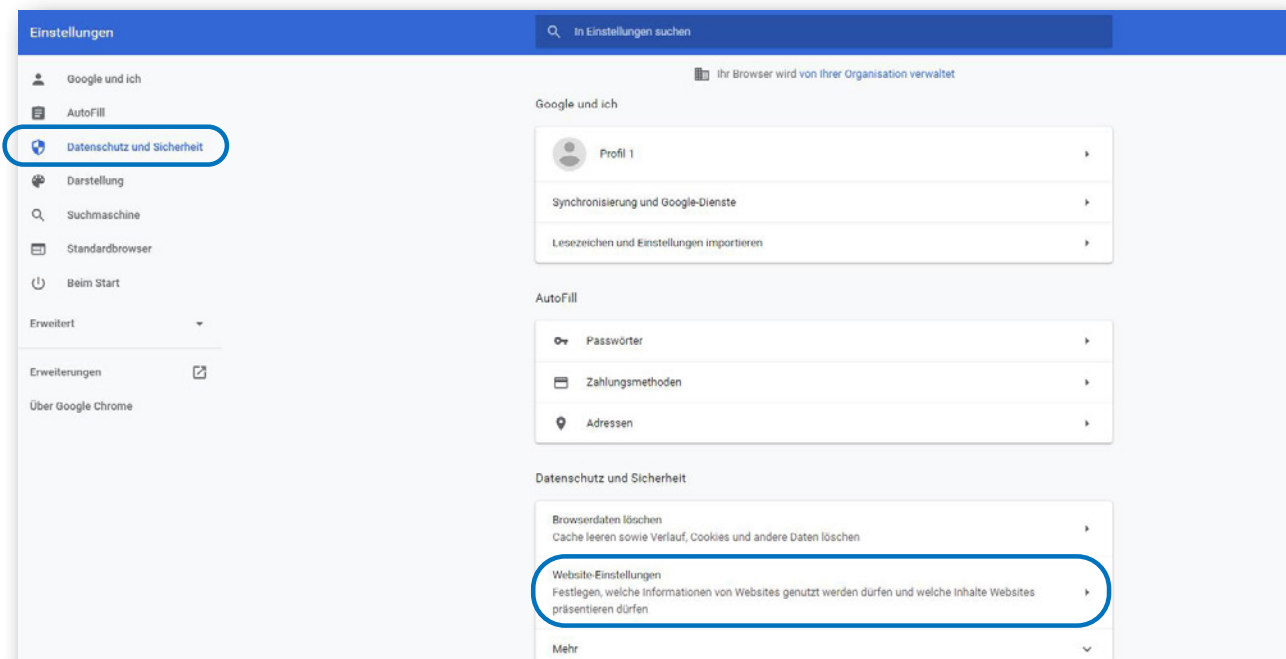 Einstellungen
In Einstellungen suchen
Google und ich
AutoFill
Datenschutz und Sicherheit
Darstellung
Suchmaschine
Standardbrowser
Beim Start
Erweitert
Erweiterungen
Über Google Chrome
Ihr Browser wird von Ihrer Organisation verwaltet
Google und ich
Profil 1
Synchronisierung und Google-Dienste
Lesezeichen und Einstellungen importieren
AutoFill
Passwörter
Zahlungsmethoden
Adressen
Datenschutz und Sicherheit
Browserdaten löschen
Cache leeren sowie Verlauf, Cookies und andere Daten löschen
Website-Einstellungen
Festlegen, welche Informationen von Websites genutzt werden dürfen und welche Inhalte Websites
präsentieren dürfen
Mehr